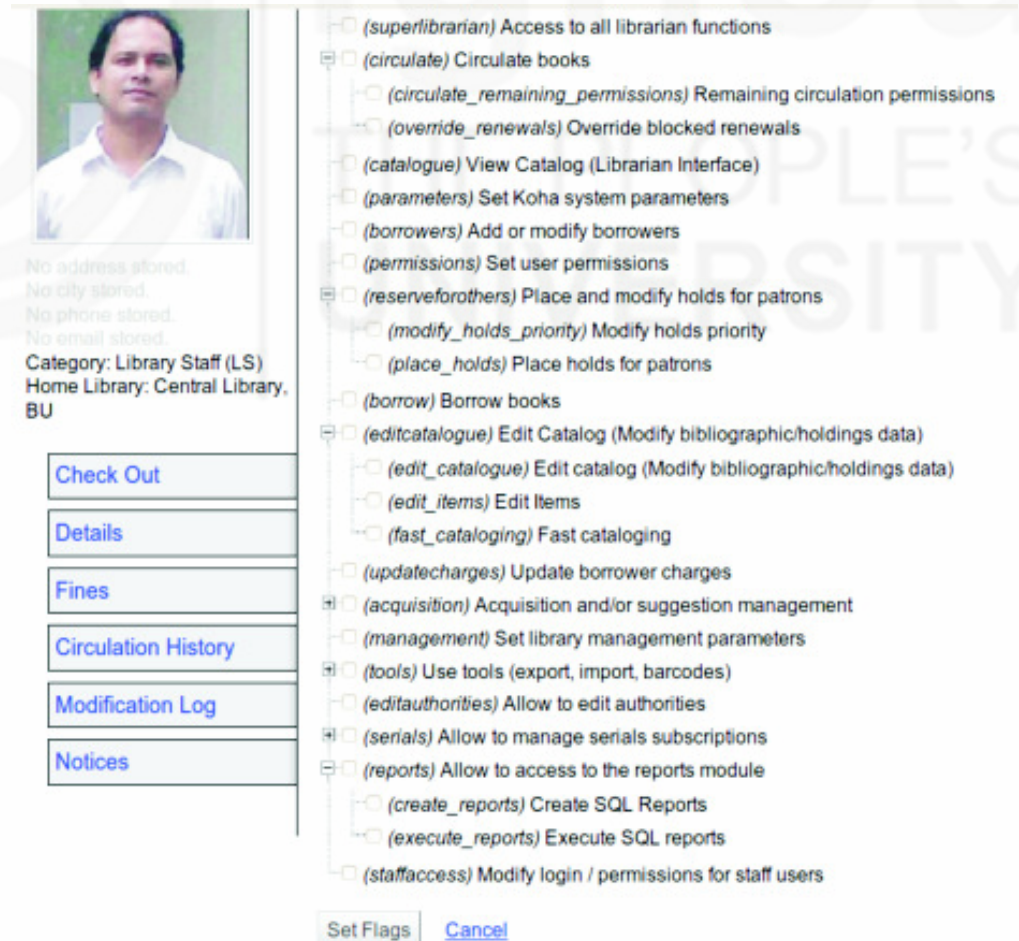 No address stored.
No city stored.
No phone stored.
No email stored.
Category: Library Staff (LS)
Home Library: Central Library,
BU
Check Out
Details
Fines
Circulation History
Modification Log
Notices
(superlibrarian) Access to all librarian functions
(circulate) Circulate books
(circulate_remaining_permissions) Remaining circulation permissions
(override_renewals) Override blocked renewals
(catalogue) View Catalog (Librarian Interface)
(parameters) Set Koha system parameters
(borrowers) Add or modify borrowers
(permissions) Set user permissions
(reserveforothers) Place and modify holds for patrons
(modify_holds_priority) Modify holds priority
(place_holds) Place holds for patrons
(borrow) Borrow books
(editcatalogue) Edit Catalog (Modify bibliographic/holdings data)
(edit_catalogue) Edit catalog (Modify bibliographic/holdings data)
(edit_items) Edit Items
(fast_cataloging) Fast cataloging
(updatecharges) Update borrower charges
(acquisition) Acquisition and/or suggestion management
(management) Set library management parameters
(tools) Use tools (export, import, barcodes)
(editauthorities) Allow to edit authorities
(serials) Allow to manage serials subscriptions
(reports) Allow to access to the reports module
(create_reports) Create SQL Reports
(execute_reports) Execute SQL reports
(staffaccess) Modify login / permissions for staff users
Set Flags Cancel
THE PEOPLE'S
UNIVERSITY